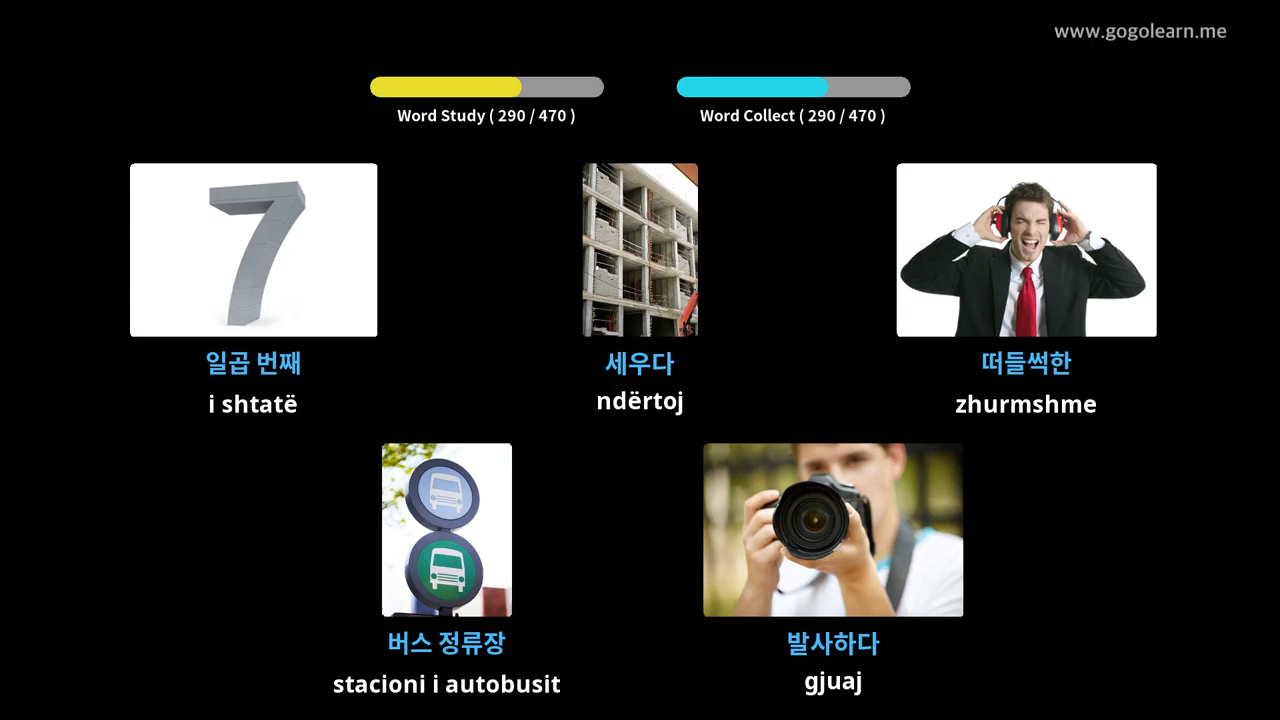 www.gogolearn.me
Word Study ( 290 / 470 )
Word Collect ( 290 / 470 )
7
일곱 번째
i shtatë
세우다
ndërtoj
떠들썩한
zhurmshme
버스 정류장
stacioni i autobusit
발사하다
gjuaj